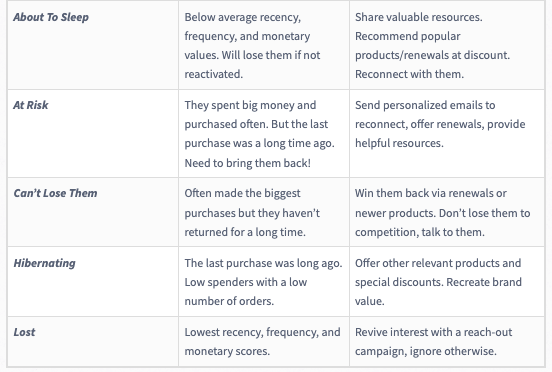 About To Sleep
Below average recency,
frequency, and monetary
values. Will lose them if not
reactivated.
Share valuable resources.
Recommend popular
products/renewals at discount.
Reconnect with them.
At Risk
They spent big money and
purchased often. But the last
purchase was a long time ago.
Need to bring them back!
Send personalized emails to
reconnect, offer renewals, provide
helpful resources.
Can't Lose Them
Often made the biggest
purchases but they haven't
returned for a long time.
Win them back via renewals or
newer products. Don't lose them to
competition, talk to them.
Hibernating
The last purchase was long ago.
Low spenders with a low
number of orders.
Offer other relevant products and
special discounts. Recreate brand
value.
Lost
Lowest recency, frequency, and
monetary scores.
Revive interest with a reach-out
campaign, ignore otherwise.